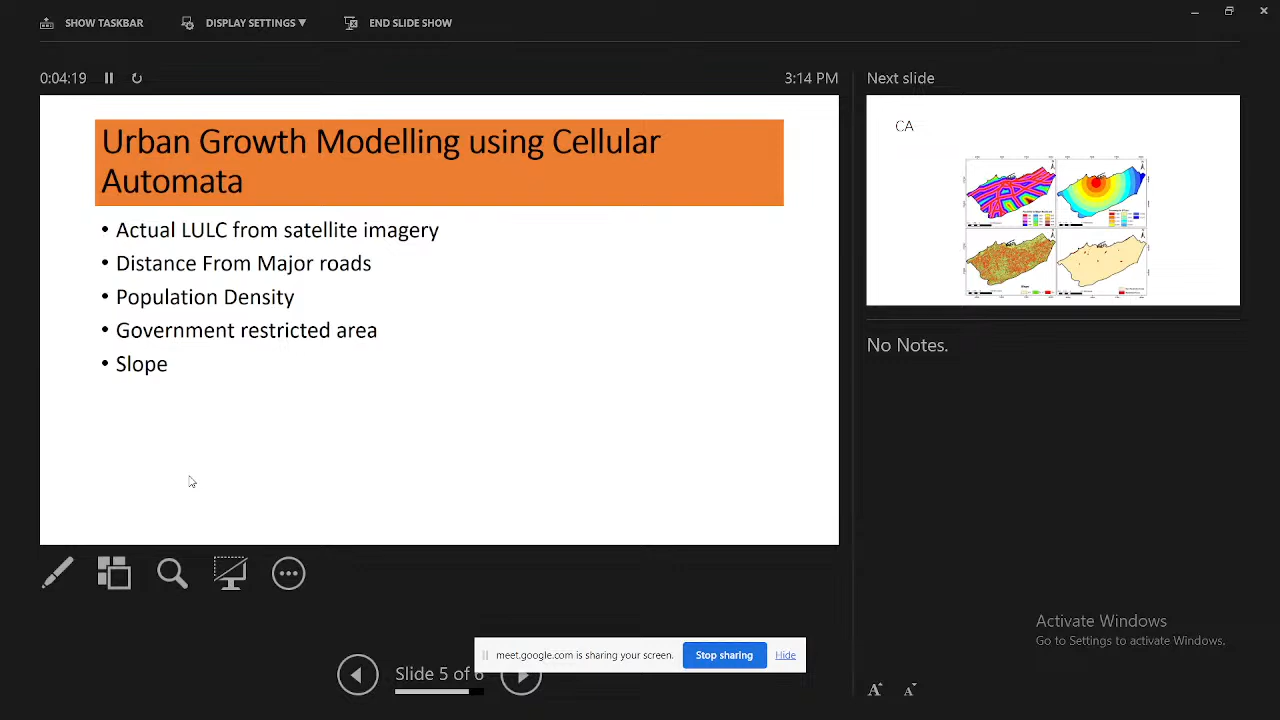 SHOW TASKBAR
DISPLAY SETTINGS ▼
END SLIDE SHOW
0:04:19
3:14 PM
Next slide
Urban Growth Modelling using Cellular
Automata
• Actual LULC from satellite imagery
• Distance From Major roads
• Population Density
• Government restricted area
• Slope
CA
No Notes.
Activate Windows
Go to Settings to activate Windows.
meet.google.com is sharing your screen.
Stop sharing
Hide
Slide 5 of 6
A
A